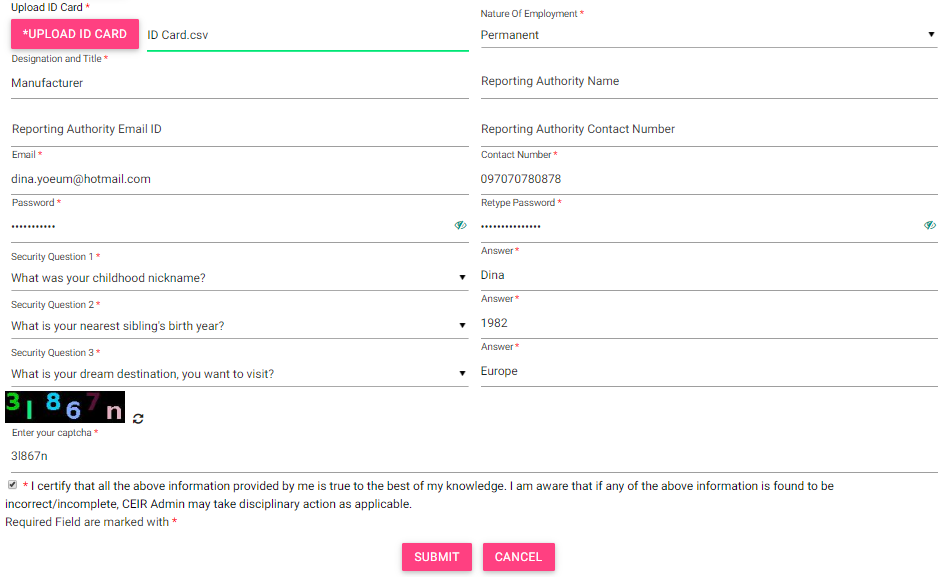 Upload ID Card *
*UPLOAD ID CARD
ID Card.csv
Nature Of Employment *
Permanent
Designation and Title *
Manufacturer
Reporting Authority Name
Reporting Authority Email ID
Reporting Authority Contact Number
Email *
dina.yoeum@hotmail.com
Contact Number *
097070780878
Password *
•••••••••••
Retype Password *
•••••••••••••••
Security Question 1 *
What was your childhood nickname?
Answer *
Dina
Security Question 2 *
What is your nearest sibling's birth year?
Answer *
1982
Security Question 3 *
What is your dream destination, you want to visit?
Answer *
Europe
3l867n
Enter your captcha *
3l867n
* I certify that all the above information provided by me is true to the best of my knowledge. I am aware that if any of the above information is found to be
incorrect/incomplete, CEIR Admin may take disciplinary action as applicable.
Required Field are marked with *
SUBMIT
CANCEL